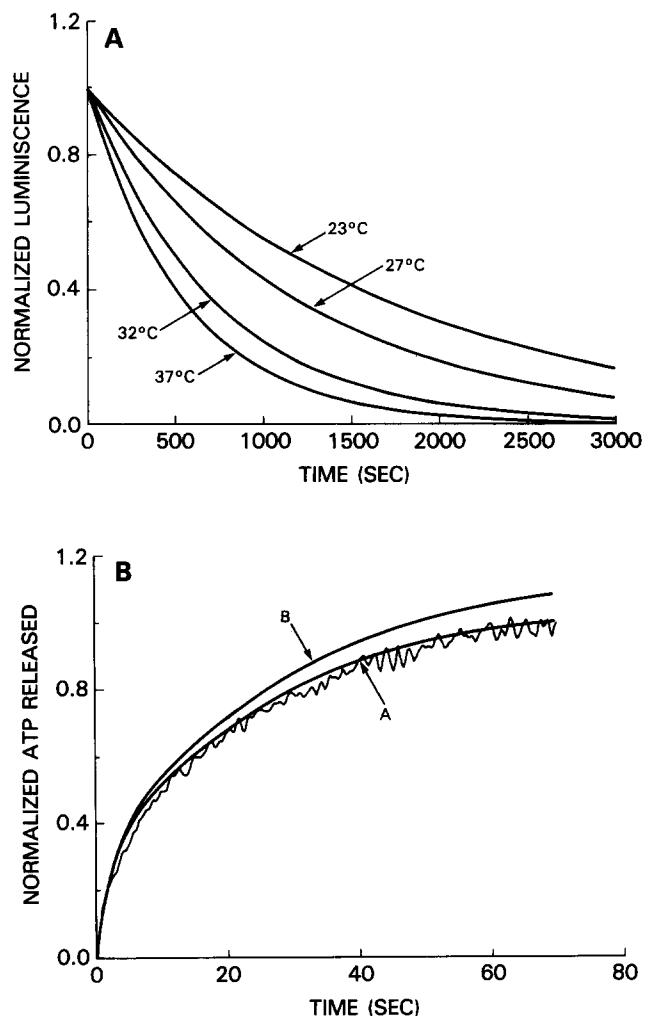 A
NORMALIZED LUMINISCENCE
1.2
0.8
0.4
0.0
23°C
27°C
32°C
37°C
0 500 1000 1500 2000 2500 3000
TIME (SEC)
B
NORMALIZED ATP RELEASED
1.2
0.8
0.4
0.0
B
A
0 20 40 60 80
TIME (SEC)